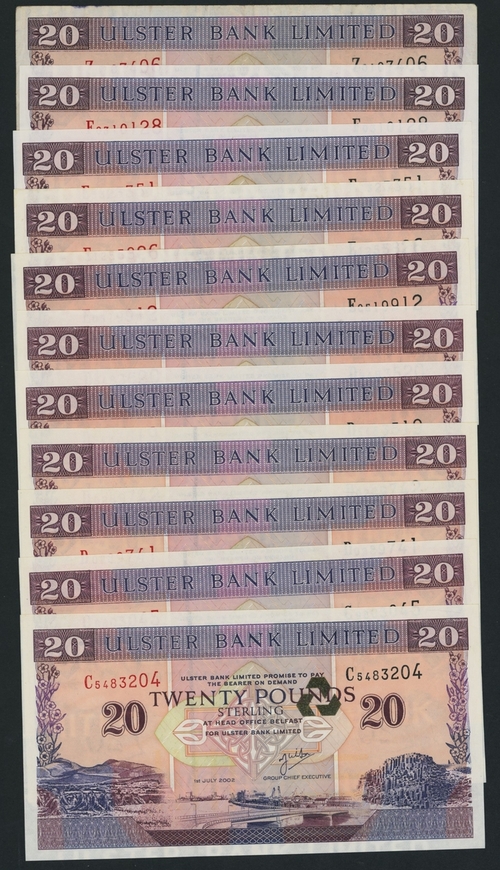 20 ULSTER BANK LIMITED 20
20 ULSTER BANK LIMITED 20
20 ULSTER BANK LIMITED 20
20 ULSTER BANK LIMITED 20
20 ULSTER BANK LIMITED 20
20 ULSTER BANK LIMITED 20
20 ULSTER BANK LIMITED 20
20 ULSTER BANK LIMITED 20
20 ULSTER BANK LIMITED 20
20 ULSTER BANK LIMITED 20
20 ULSTER BANK LIMITED 20
C5483204 C5483204
ULSTER BANK LIMITED PROMISE TO PAY
THE BEARER ON DEMAND
TWENTY POUNDS
20 STERLING 20
AT HEAD OFFICE BELFAST
FOR ULSTER BANK LIMITED
1ST JULY 2002 GROUP CHIEF EXECUTIVE